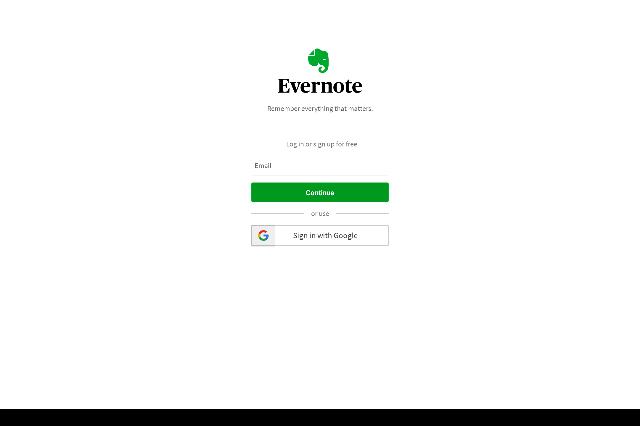 Evernote
Remember everything that matters.
Log in or sign up for free
Email
Continue
or use
Sign in with Google